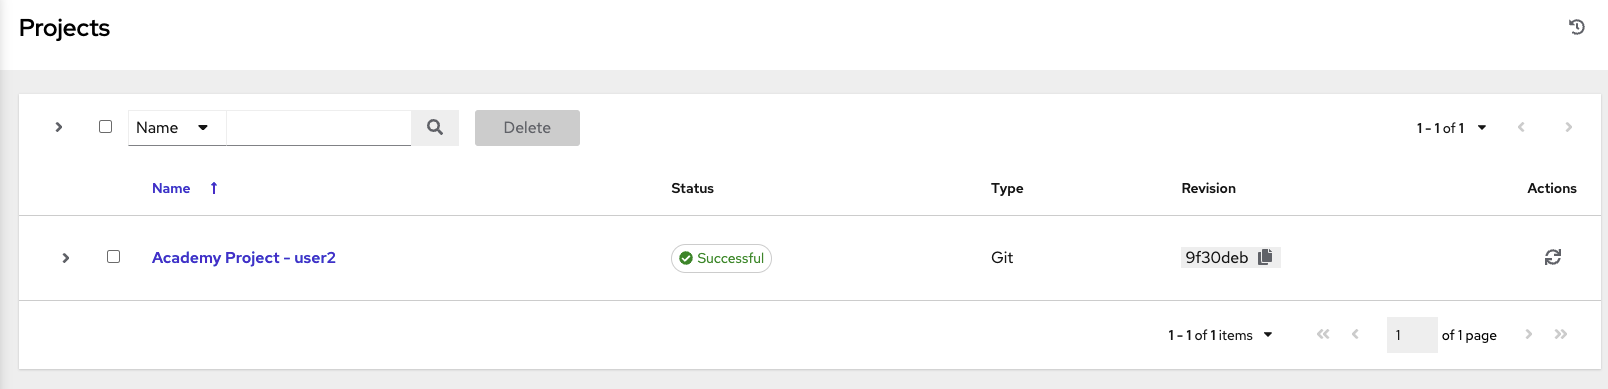 Projects
Name
Delete
1 - 1 of 1
Name Status Type Revision Actions
Academy Project - user2 Successful Git 9f30deb
1 - 1 of 1 items 1 of 1 page